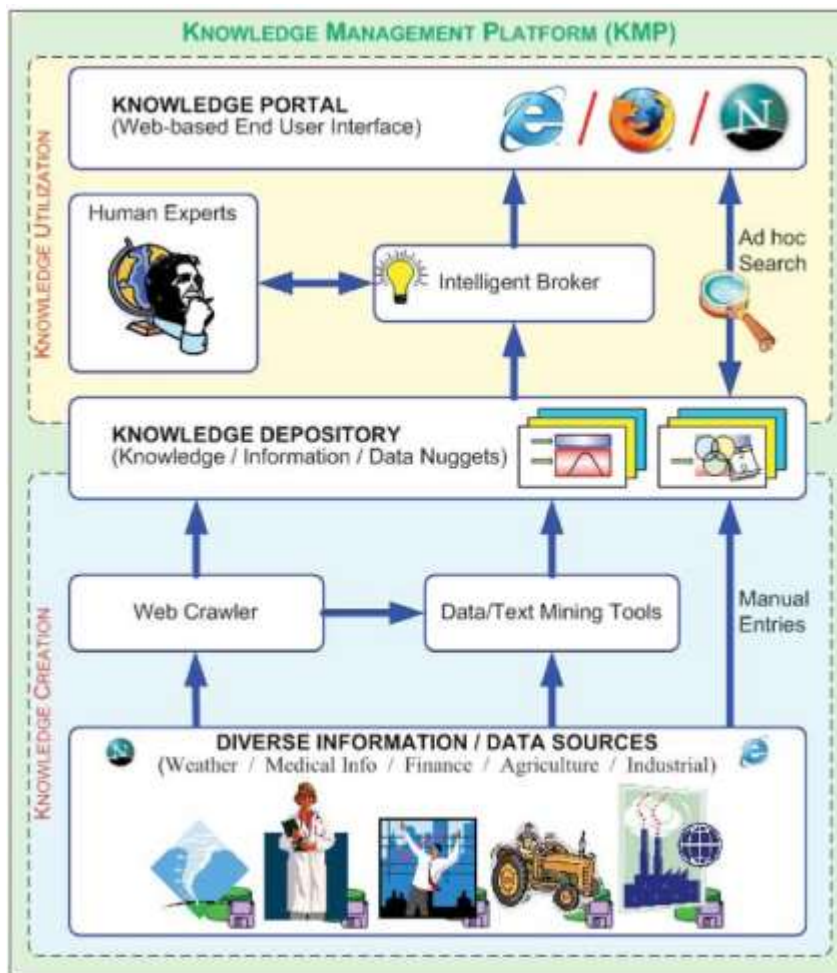 KNOWLEDGE MANAGEMENT PLATFORM (KMP)
KNOWLEDGE UTILIZATION
KNOWLEDGE PORTAL
(Web-based End User Interface)
Human Experts
Intelligent Broker
Ad hoc
Search
KNOWLEDGE DEPOSITORY
(Knowledge / Information / Data Nuggets)
KNOWLEDGE CREATION
Web Crawler
Data/Text Mining Tools
Manual
Entries
DIVERSE INFORMATION / DATA SOURCES
(Weather / Medical Info / Finance / Agriculture / Industrial)